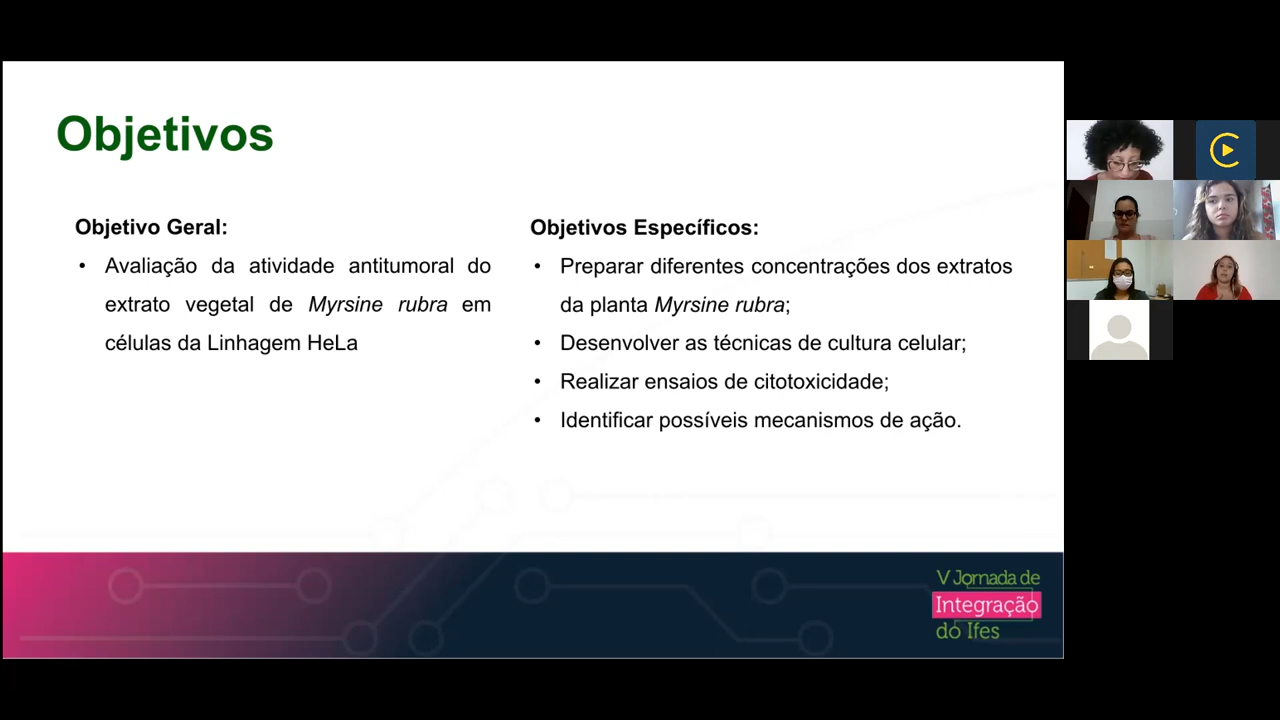 Objetivos
Objetivo Geral:
• Avaliação da atividade antitumoral do
extrato vegetal de Myrsine rubra em
células da Linhagem HeLa
Objetivos Específicos:
• Preparar diferentes concentrações dos extratos
da planta Myrsine rubra;
• Desenvolver as técnicas de cultura celular;
• Realizar ensaios de citotoxicidade;
• Identificar possíveis mecanismos de ação.
V Jornada de
Integração
do Ifes